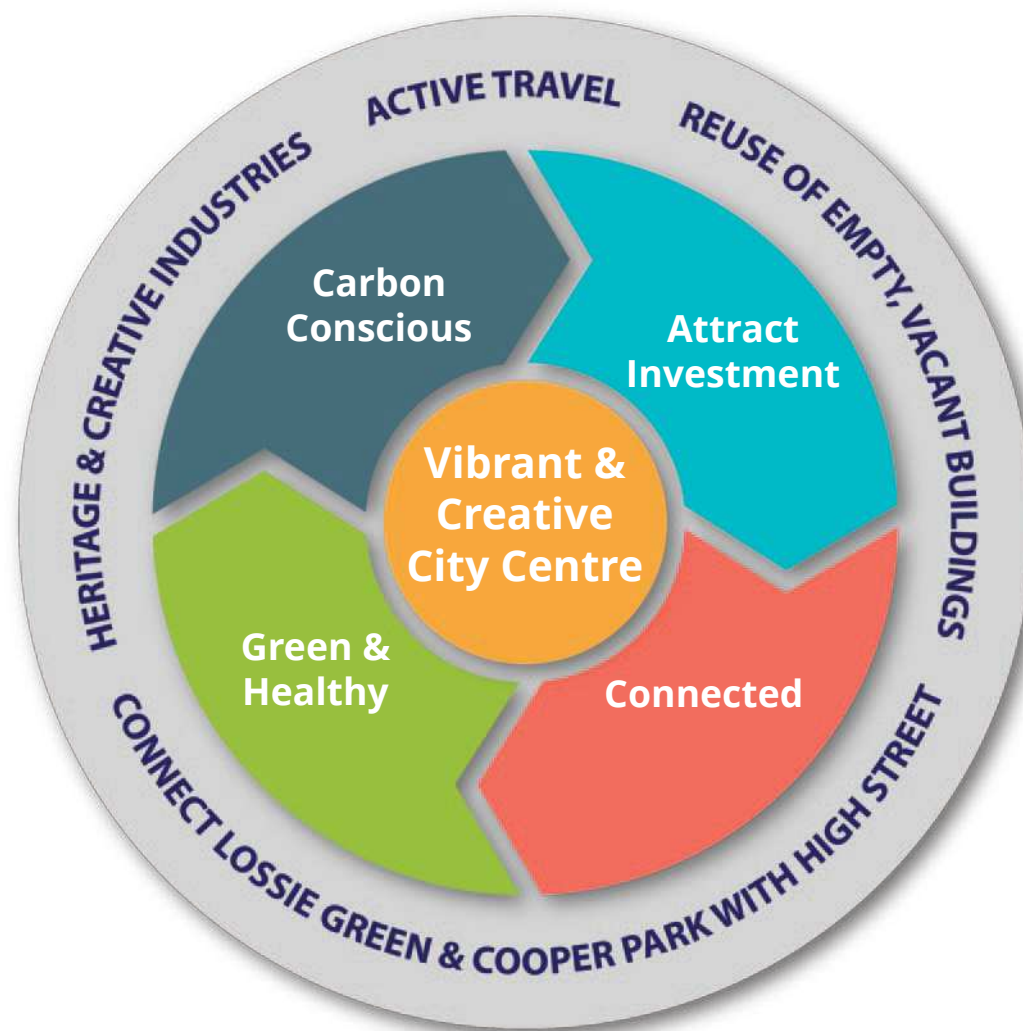 ACTIVE TRAVEL
REUSE OF EMPTY, VACANT BUILDINGS
HERITAGE & CREATIVE INDUSTRIES
Carbon
Conscious
Attract
Investment
Vibrant &
Creative
City Centre
Green &
Healthy
Connected
CONNECT LOSSIE GREEN & COOPER PARK WITH HIGH STREET